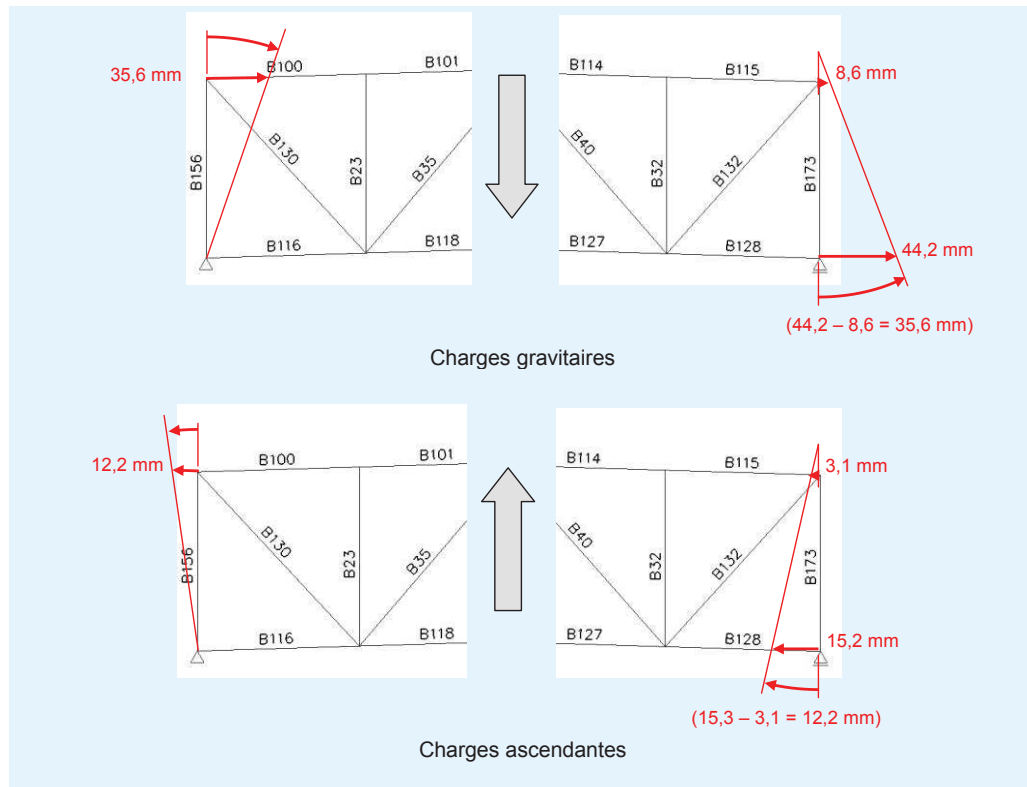 35,6 mm
B100
B101
B156
B130
B23
B35
B116
B118
B114
B115
8,6 mm
B40
B32
B132
B173
B127
B128
44,2 mm
(44,2 – 8,6 = 35,6 mm)
Charges gravitaires
12,2 mm
B100
B101
B156
B130
B23
B35
B116
B118
B114
B115
3,1 mm
B40
B32
B132
B173
B127
B128
15,2 mm
(15,3 – 3,1 = 12,2 mm)
Charges ascendantes